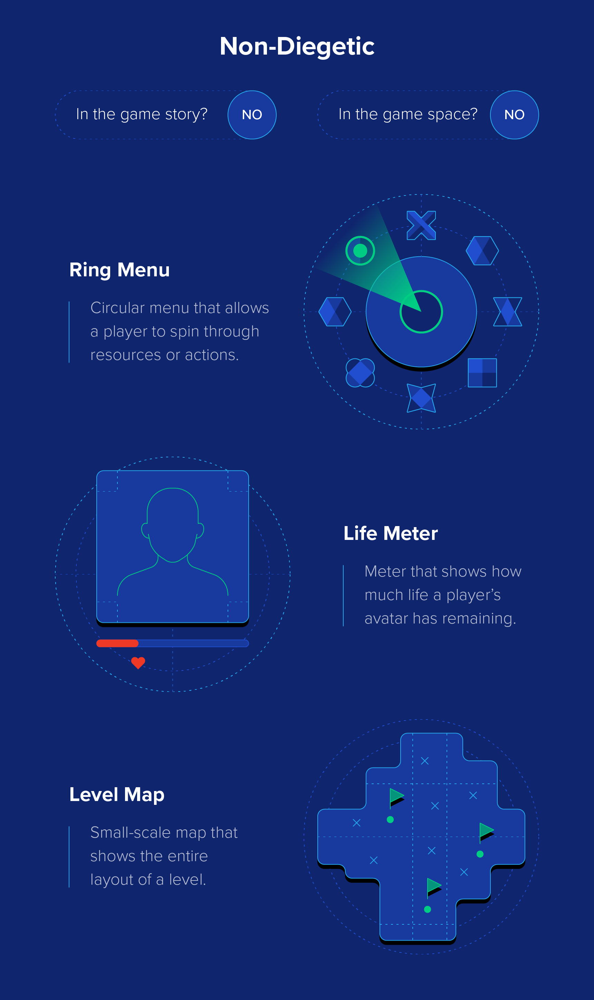 Non-Diegetic
In the game story? NO
In the game space? NO
Ring Menu
Circular menu that allows
a player to spin through
resources or actions.
Life Meter
Meter that shows how
much life a player’s
avatar has remaining.
Level Map
Small-scale map that
shows the entire
layout of a level.